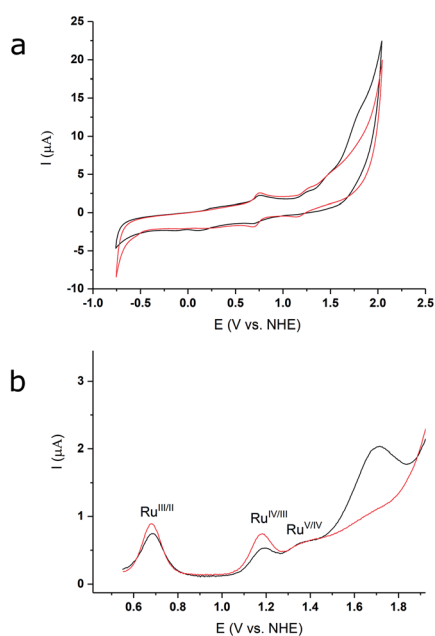 a
25
20
15
10
5
0
-5
-10
I (μA)
-1.0 -0.5 0.0 0.5 1.0 1.5 2.0 2.5
E (V vs. NHE)
b
3
2
1
0
I (μA)
Ru^III/II Ru^IV/III Ru^V/IV
0.6 0.8 1.0 1.2 1.4 1.6 1.8
E (V vs. NHE)